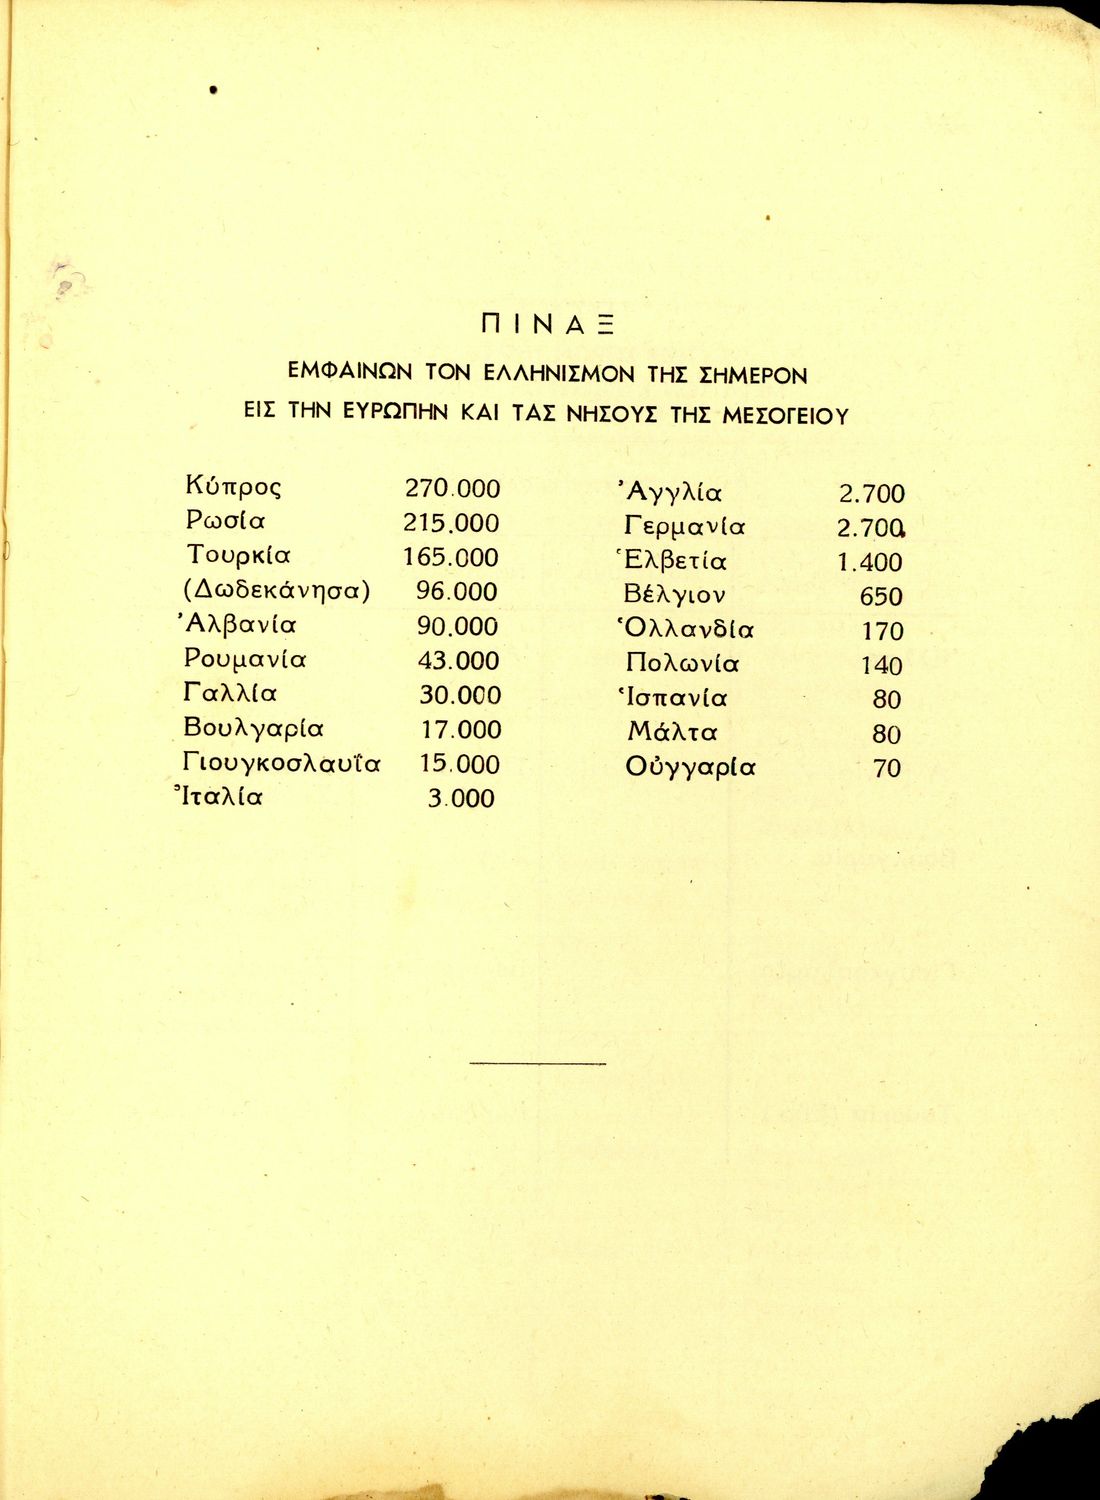 ΠΙΝΑΞ
ΕΜΦΑΙΝΩΝ ΤΟΝ ΕΛΛΗΝΙΣΜΟΝ ΤΗΣ ΣΗΜΕΡΟΝ
ΕΙΣ ΤΗΝ ΕΥΡΩΠΗΝ ΚΑΙ ΤΑΣ ΝΗΣΟΥΣ ΤΗΣ ΜΕΣΟΓΕΙΟΥ
Κύπρος 270.000
Ρωσία 215.000
Τουρκία 165.000
(Δωδεκάνησα) 96.000
Ἀλβανία 90.000
Ρουμανία 43.000
Γαλλία 30.000
Βουλγαρία 17.000
Γιουγκοσλαυΐα 15.000
Ἰταλία 3.000
Ἀγγλία 2.700
Γερμανία 2.700
Ἑλβετία 1.400
Βέλγιον 650
Ὁλλανδία 170
Πολωνία 140
Ἱσπανία 80
Μάλτα 80
Οὑγγαρία 70